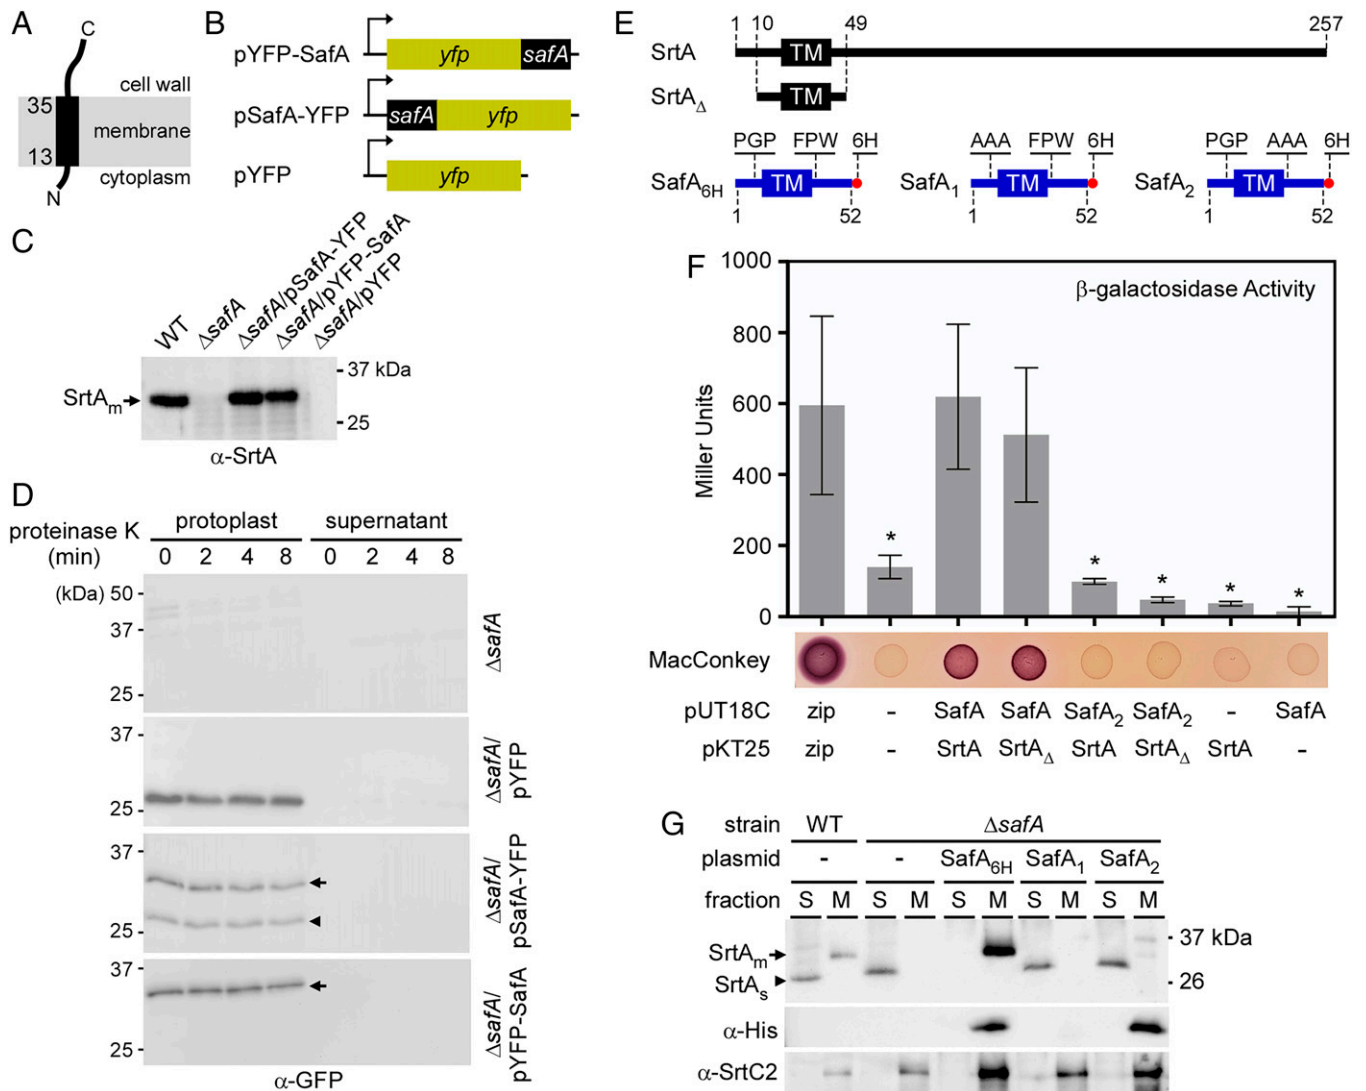 A
C
cell wall
35
membrane
13
cytoplasm
N
B
pYFP-SafA
yfp
safA
pSafA-YFP
safA
yfp
pYFP
yfp
C
WT
ΔsafA
ΔsafA/pSafA-YFP
ΔsafA/pYFP-SafA
ΔsafA/pYFP
37 kDa
SrtAm
25
α-SrtA
D
protoplast supernatant
proteinase K
(min)
0 2 4 8 0 2 4 8
(kDa)
50
37
25
ΔsafA
37
25
ΔsafA/
pYFP
37
25
ΔsafA/
pSafA-YFP
37
25
ΔsafA/
pYFP-SafA
α-GFP
E
1 10 49 257
SrtA
TM
SrtAΔ
TM
PGP FPW 6H
SafA6H
TM
1 52
AAA FPW 6H
SafA1
TM
1 52
PGP AAA 6H
SafA2
TM
1 52
F
β-galactosidase Activity
Miller Units
1000
800
600
400
200
0
* * * * *
MacConkey
pUT18C zip - SafA SafA SafA2 SafA2 - SafA
pKT25 zip - SrtA SrtAΔ SrtA SrtAΔ SrtA -
G
strain WT ΔsafA
plasmid - - SafA6H SafA1 SafA2
fraction S M S M S M S M S M
SrtAm
37 kDa
SrtAs
26
α-His
α-SrtC2